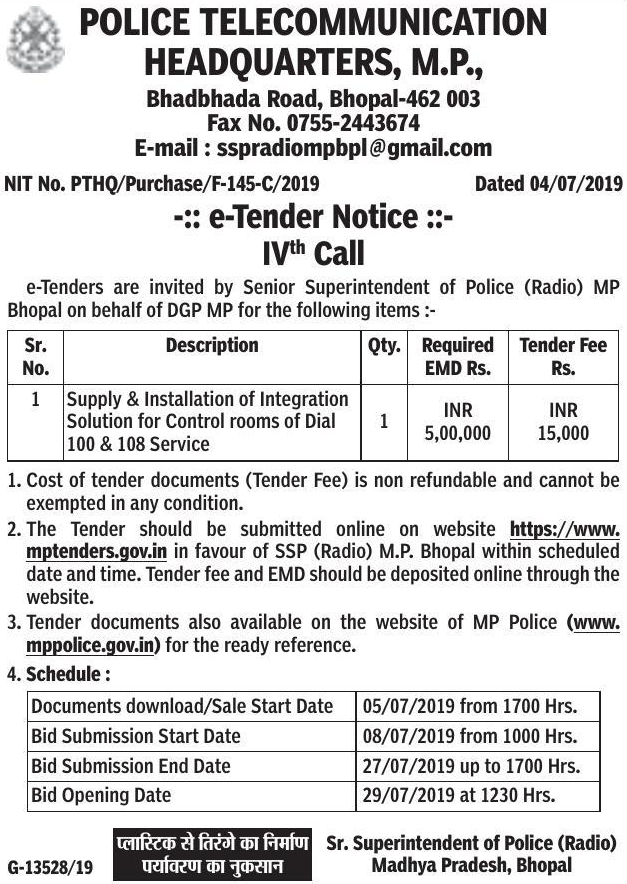 POLICE TELECOMMUNICATION
HEADQUARTERS, M.P.,
Bhadbhada Road, Bhopal-462 003
Fax No. 0755-2443674
E-mail : sspradiompbpl@gmail.com
NIT No. PTHQ/Purchase/F-145-C/2019 Dated 04/07/2019
-:: e-Tender Notice ::-
IVth Call
e-Tenders are invited by Senior Superintendent of Police (Radio) MP
Bhopal on behalf of DGP MP for the following items :-
Sr. No. Description Qty. Required EMD Rs. Tender Fee Rs.
1 Supply & Installation of Integration
Solution for Control rooms of Dial
100 & 108 Service 1 INR 5,00,000 INR 15,000
1. Cost of tender documents (Tender Fee) is non refundable and cannot be
exempted in any condition.
2. The Tender should be submitted online on website https://www.
mptenders.gov.in in favour of SSP (Radio) M.P. Bhopal within scheduled
date and time. Tender fee and EMD should be deposited online through the
website.
3. Tender documents also available on the website of MP Police (www.
mppolice.gov.in) for the ready reference.
4. Schedule :
Documents download/Sale Start Date 05/07/2019 from 1700 Hrs.
Bid Submission Start Date 08/07/2019 from 1000 Hrs.
Bid Submission End Date 27/07/2019 up to 1700 Hrs.
Bid Opening Date 29/07/2019 at 1230 Hrs.
G-13528/19
प्लास्टिक से तिरंगे का निर्माण
पर्यावरण का नुकसान
Sr. Superintendent of Police (Radio)
Madhya Pradesh, Bhopal